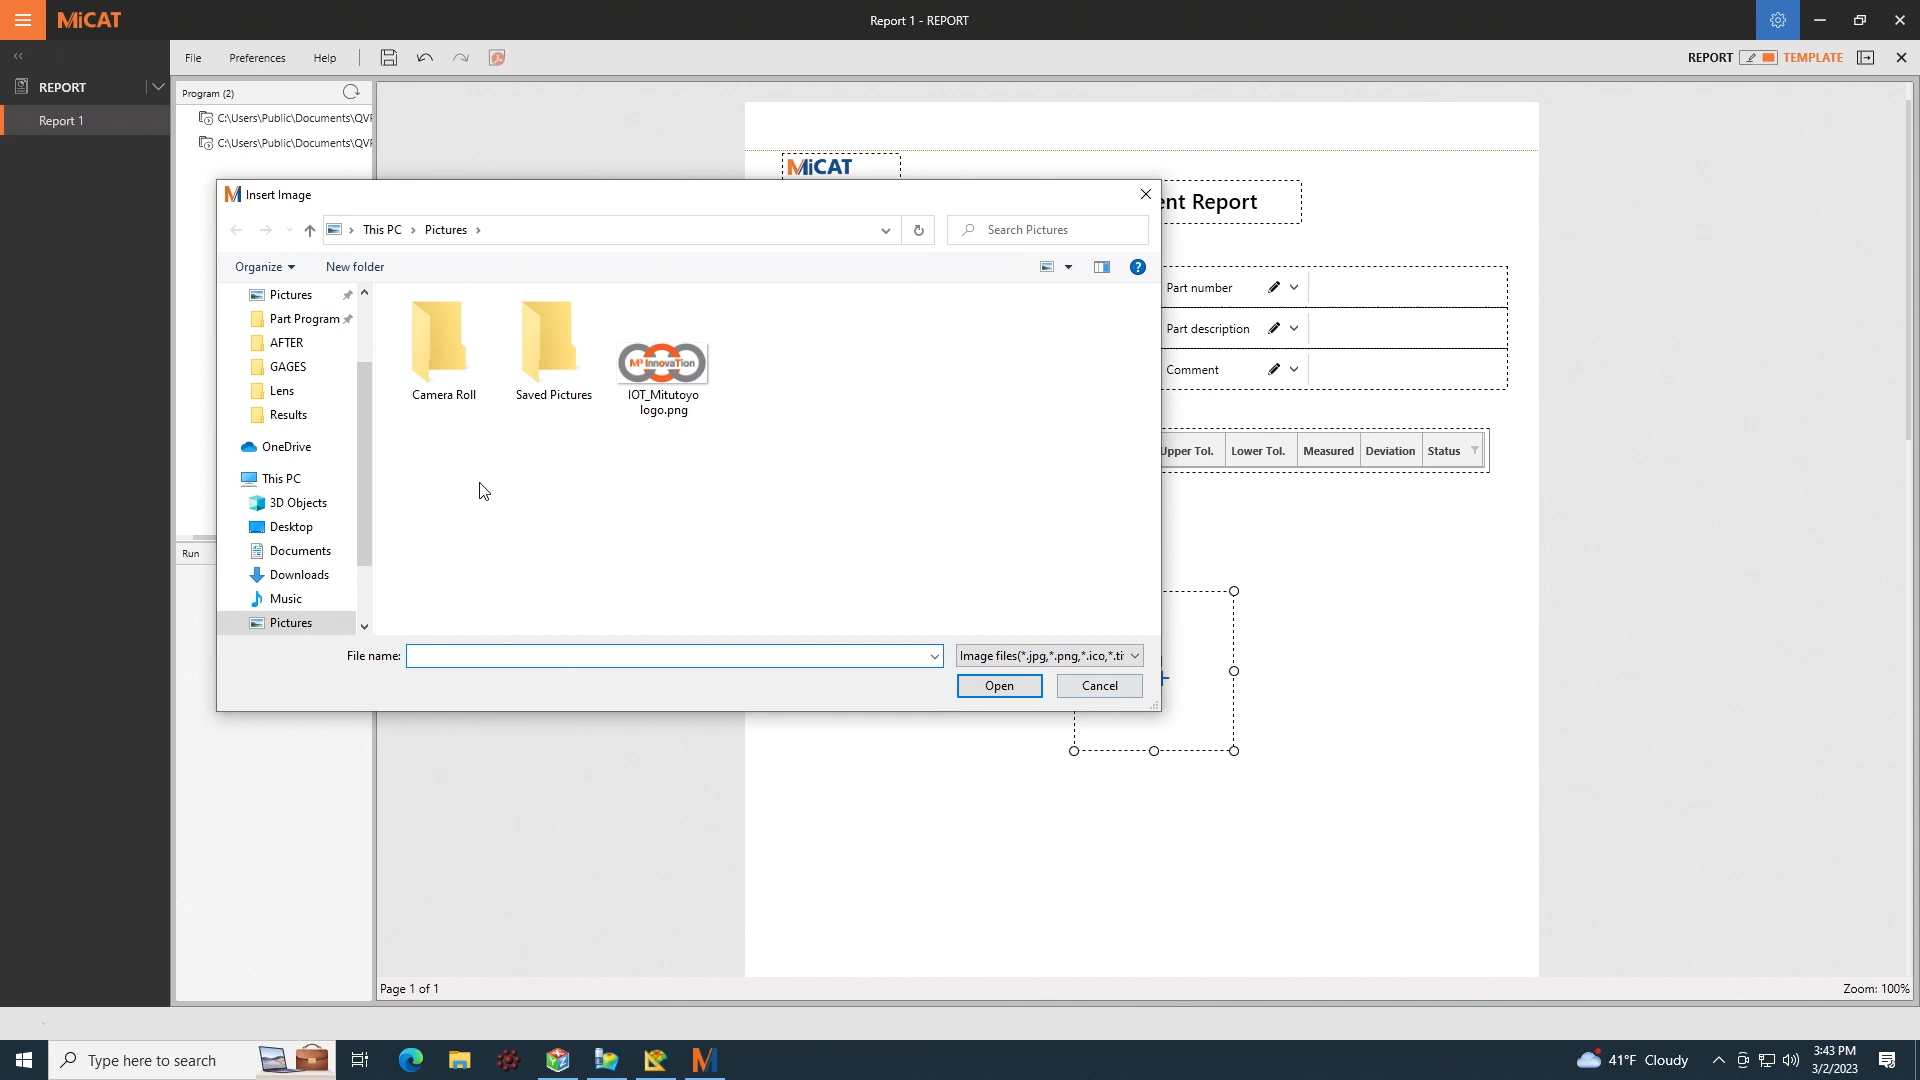 MiCAT
Report 1 - REPORT
File
Preferences
Help
REPORT
TEMPLATE
REPORT
Report 1
Program (2)
C:\Users\Public\Documents\QVP
C:\Users\Public\Documents\QVP
Run
MiCAT
ent Report
Part number
Part description
Comment
Upper Tol.
Lower Tol.
Measured
Deviation
Status
Insert Image
This PC
Pictures
Search Pictures
Organize
New folder
?
Pictures
Part Program
AFTER
GAGES
Lens
Results
OneDrive
This PC
3D Objects
Desktop
Documents
Downloads
Music
Pictures
Camera Roll
Saved Pictures
M³ InnovaTion
IOT_Mitutoyo
logo.png
File name:
Image files(*.jpg,*.png,*.ico,*.tif
Open
Cancel
Page 1 of 1
Zoom: 100%
Type here to search
41°F Cloudy
3:43 PM
3/2/2023